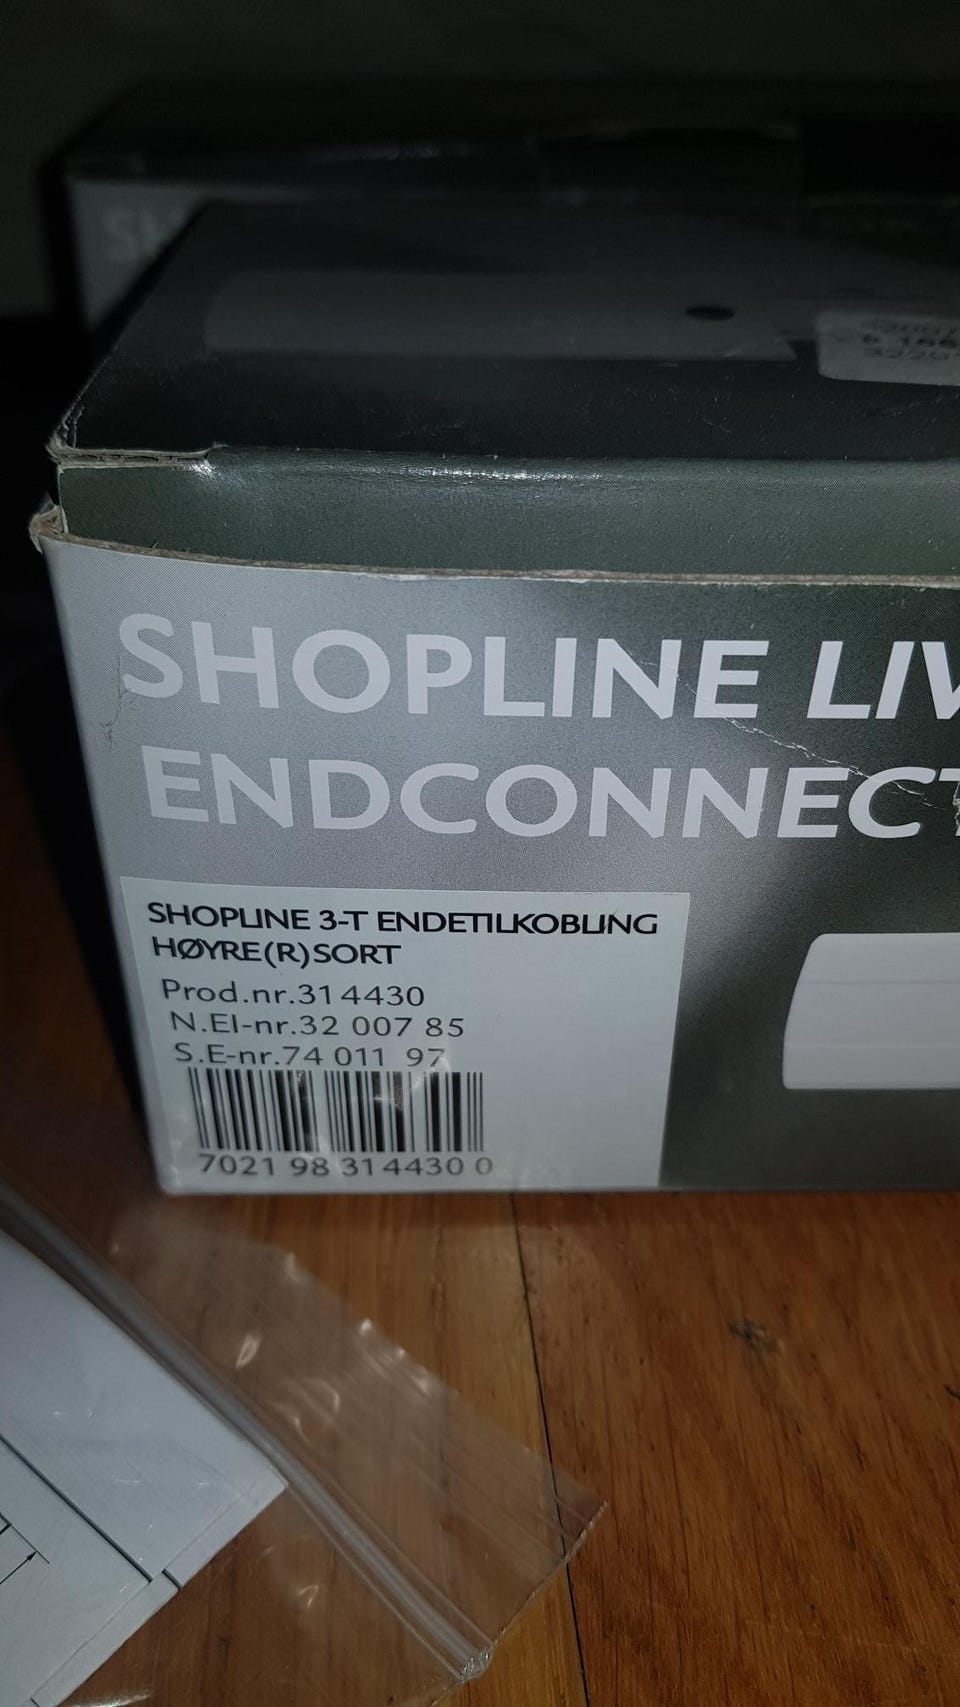 SH
SHOPLINE LIV
ENDCONNECT
SHOPLINE 3-T ENDETILKOBLING
HØYRE(R)SORT
Prod.nr.314430
N.El-nr.32 007 85
S.E-nr.74 011 97
7021 98 314430 0